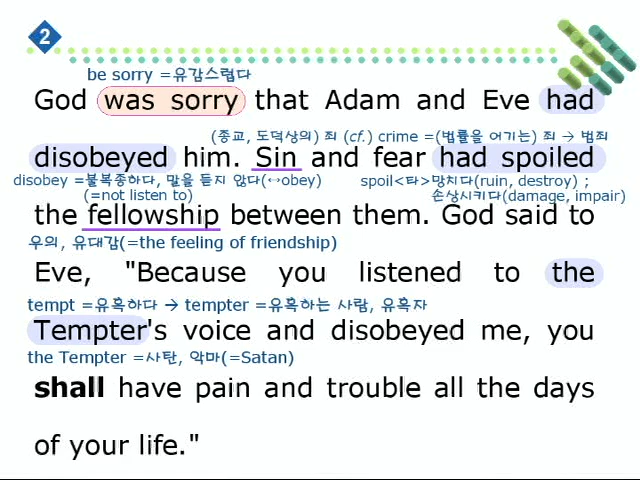 2
be sorry =유감스럽다
God was sorry that Adam and Eve had
(종교, 도덕상의) 죄 (cf.) crime =(법률을 어기는) 죄 → 범죄
disobeyed him. Sin and fear had spoiled
disobey =불복종하다, 말을 듣지 않다(↔obey) spoil<타>망치다(ruin, destroy) ;
(=not listen to) 손상시키다(damage, impair)
the fellowship between them. God said to
우의, 유대감(=the feeling of friendship)
Eve, "Because you listened to the
tempt =유혹하다 → tempter =유혹하는 사람, 유혹자
Tempter's voice and disobeyed me, you
the Tempter =사탄, 악마(=Satan)
shall have pain and trouble all the days
of your life."